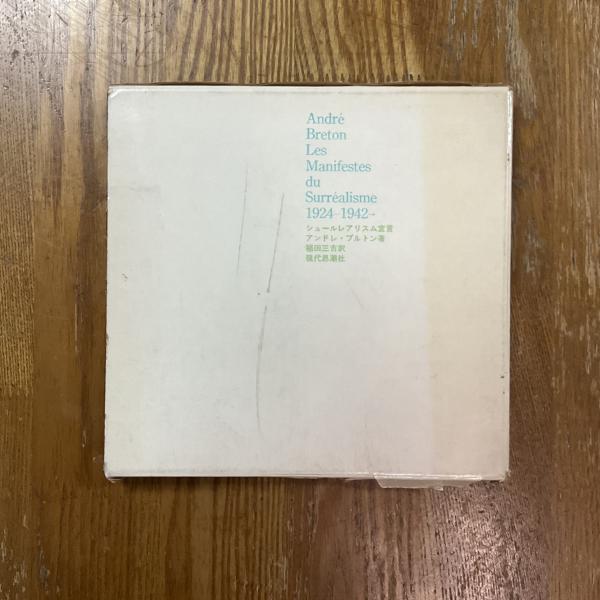 André
Breton
Les
Manifestes
du
Surréalisme
1924-1942→
シュールレアリスム宣言
アンドレ・ブルトン著
稲田三吉訳
現代思潮社